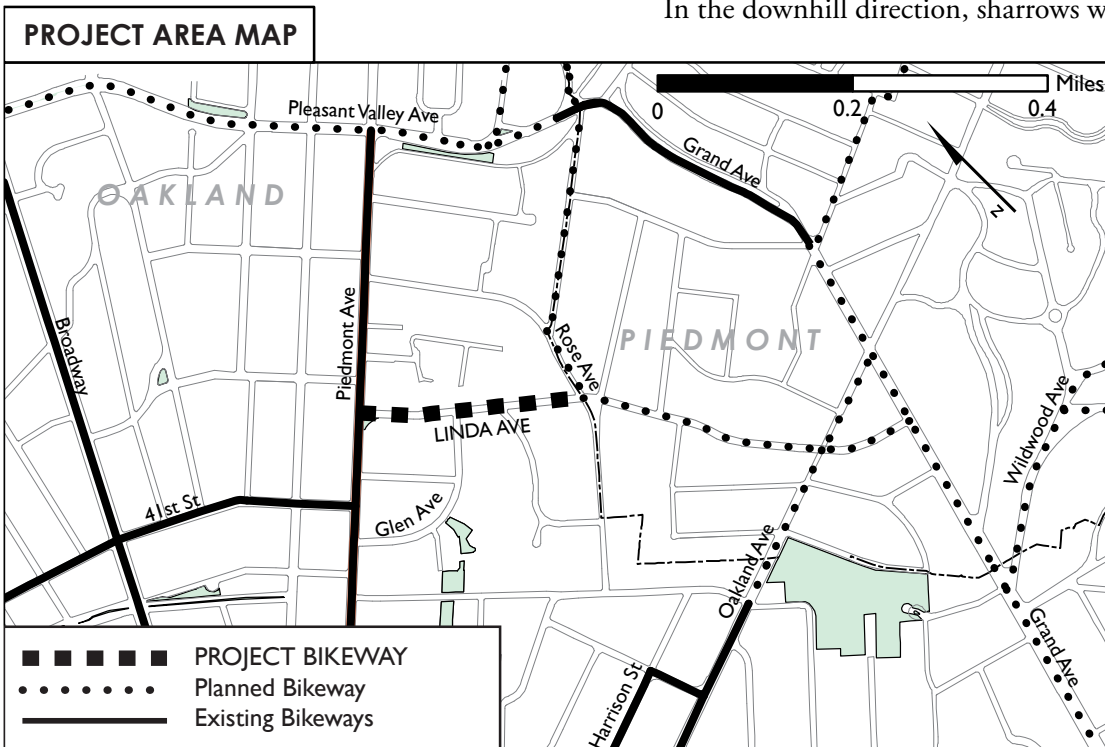 In the downhill direction, sharrows w
PROJECT AREA MAP
Miles
0
0.2
0.4
Pleasant Valley Ave
Grand Ave
OAKLAND
N
Broadway
Piedmont Ave
Rose Ave
PIEDMONT
LINDA AVE
Wildwood Ave
41st St
Glen Ave
Oakland Ave
Grand Ave
Harrison St
PROJECT BIKEWAY
Planned Bikeway
Existing Bikeways